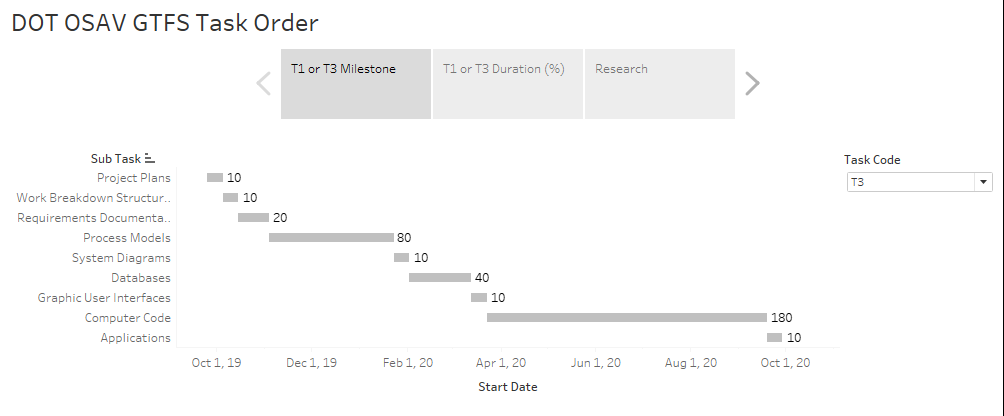 DOT OSAV GTFS Task Order
T1 or T3 Milestone
T1 or T3 Duration (%)
Research
Sub Task
Task Code
T3
Project Plans 10
Work Breakdown Structur.. 10
Requirements Documenta.. 20
Process Models 80
System Diagrams 10
Databases 40
Graphic User Interfaces 10
Computer Code 180
Applications 10
Oct 1, 19 Dec 1, 19 Feb 1, 20 Apr 1, 20 Jun 1, 20 Aug 1, 20 Oct 1, 20
Start Date